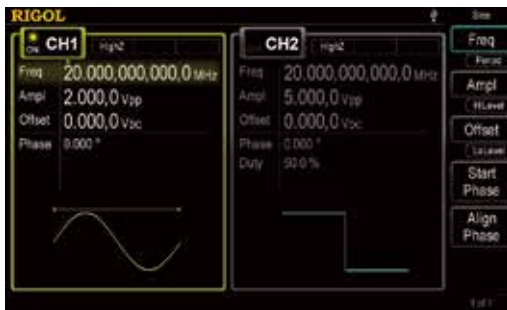 RIGOL
Sine
ON CH1 HighZ
CH2 HighZ
Freq 20.000,000,000,0 MHz
Ampl 2.000,0 Vpp
Offset 0.000,0 VDC
Phase 0.000 °
Freq 20.000,000,000,0 MHz
Ampl 5.000,0 Vpp
Offset 0.000,0 VDC
Phase 0.000 °
Duty 50.0 %
Freq
Period
Ampl
HiLevel
Offset
LoLevel
Start
Phase
Align
Phase
1 of 1